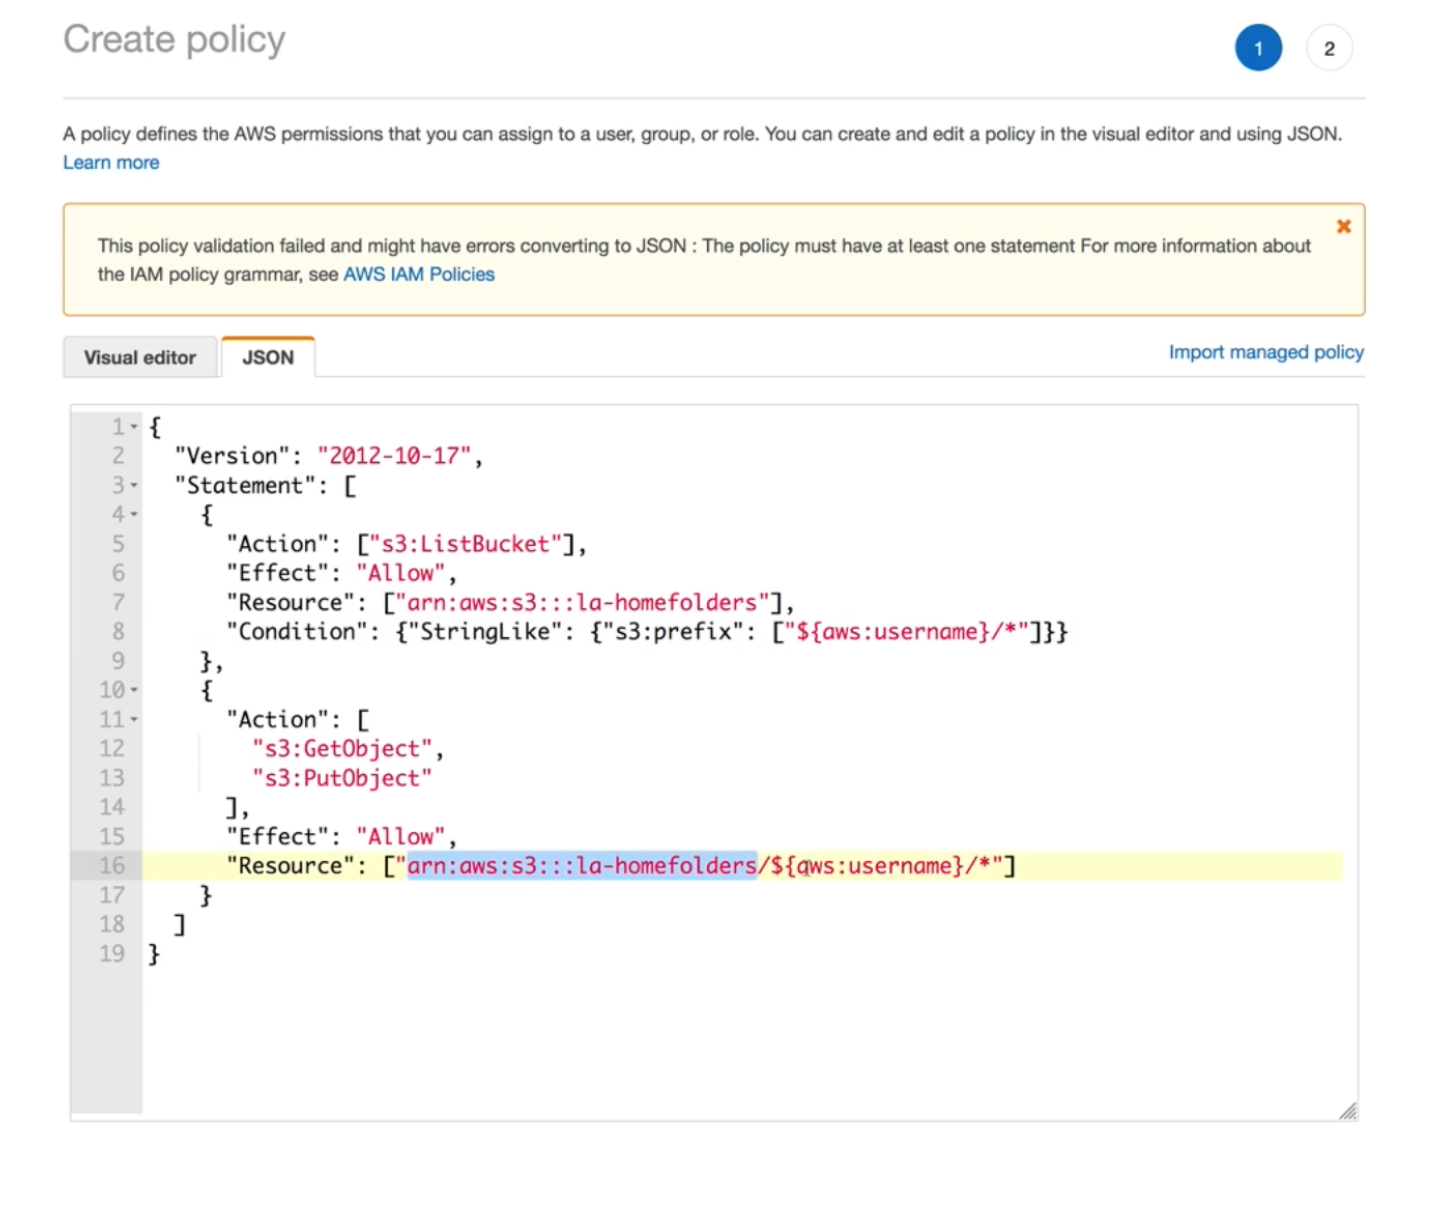 Create policy
1 2
A policy defines the AWS permissions that you can assign to a user, group, or role. You can create and edit a policy in the visual editor and using JSON.
Learn more
This policy validation failed and might have errors converting to JSON : The policy must have at least one statement For more information about
the IAM policy grammar, see AWS IAM Policies
Visual editor JSON Import managed policy
1 {
2   "Version": "2012-10-17",
3   "Statement": [
4     {
5       "Action": ["s3:ListBucket"],
6       "Effect": "Allow",
7       "Resource": ["arn:aws:s3:::la-homefolders"],
8       "Condition": {"StringLike": {"s3:prefix": ["${aws:username}/*"]}}
9     },
10     {
11       "Action": [
12         "s3:GetObject",
13         "s3:PutObject"
14       ],
15       "Effect": "Allow",
16       "Resource": ["arn:aws:s3:::la-homefolders/${aws:username}/*"]
17     }
18   ]
19 }